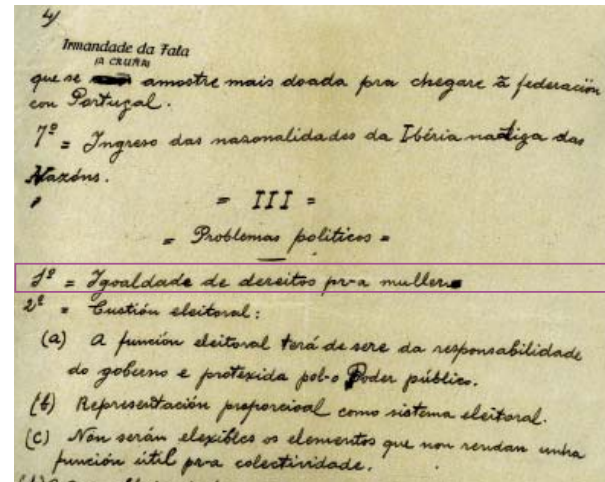 4)
Irmandade da Fala
(A CRUÑA)
que se amostre mais doada pra chegare ã federación
con Portugal.
7º = Ingreso das nazonalidades da Ibéria na Liga das
Nazóns.
= III =
= Problemas politicos =
1º = Igoaldade de dereitos pr-a muller
2º = Custión eleitoral:
(a) A función eleitoral terá de sere da responsabilidade
do goberno e protexida pol-o Poder público.
(b) Representación proporcioal como sistema eleitoral.
(c) Non serán elexibles os elementos que non rendan unha
función útil pr-a colectividade.